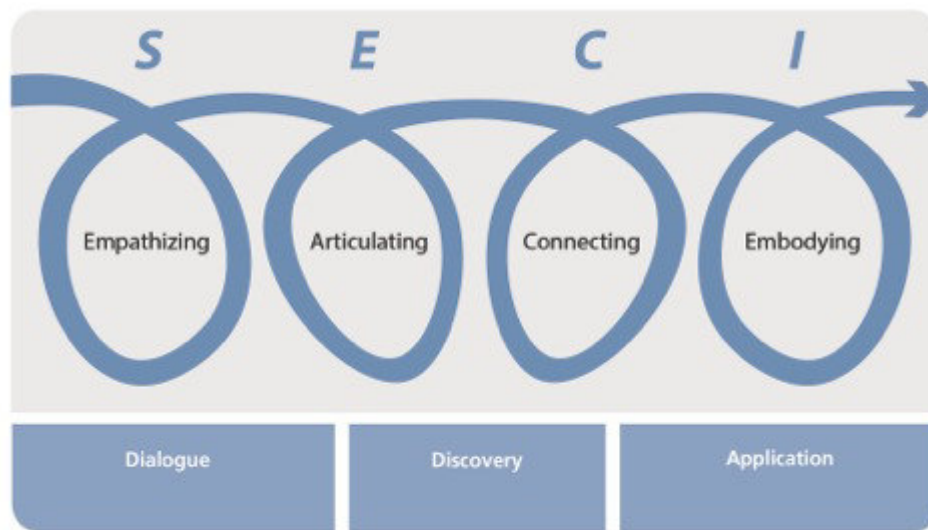 S E C I
Empathizing Articulating Connecting Embodying
Dialogue Discovery Application